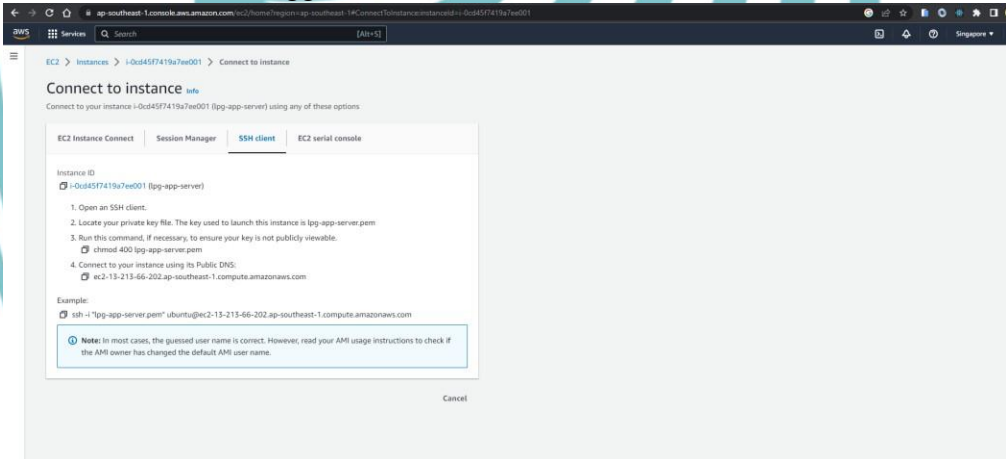 ap-southeast-1.console.aws.amazon.com/ec2/home?region=ap-southeast-1#ConnectToInstance:instanceId=i-0cd45f7419a7ee001
aws Services Search [Alt+S] Singapore
EC2 > Instances > i-0cd45f7419a7ee001 > Connect to instance
Connect to instance Info
Connect to your instance i-0cd45f7419a7ee001 (lpg-app-server) using any of these options
EC2 Instance Connect Session Manager SSH client EC2 serial console
Instance ID
i-0cd45f7419a7ee001 (lpg-app-server)
1. Open an SSH client.
2. Locate your private key file. The key used to launch this instance is lpg-app-server.pem
3. Run this command, if necessary, to ensure your key is not publicly viewable.
chmod 400 lpg-app-server.pem
4. Connect to your instance using its Public DNS:
ec2-13-213-66-202.ap-southeast-1.compute.amazonaws.com
Example:
ssh -i "lpg-app-server.pem" ubuntu@ec2-13-213-66-202.ap-southeast-1.compute.amazonaws.com
Note: In most cases, the guessed user name is correct. However, read your AMI usage instructions to check if
the AMI owner has changed the default AMI user name.
Cancel